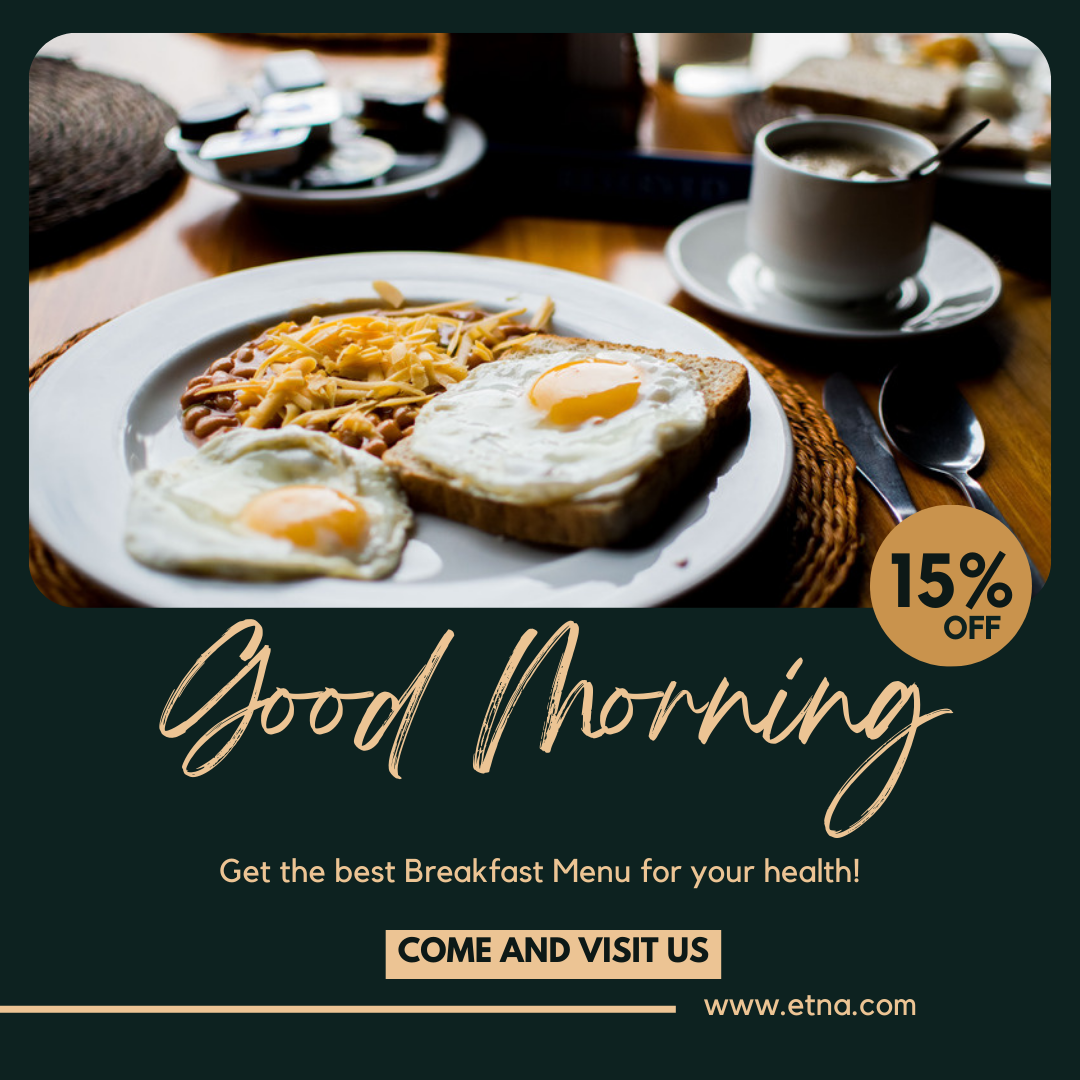 15%
OFF
Good Morning
Get the best Breakfast Menu for your health!
COME AND VISIT US
www.etna.com